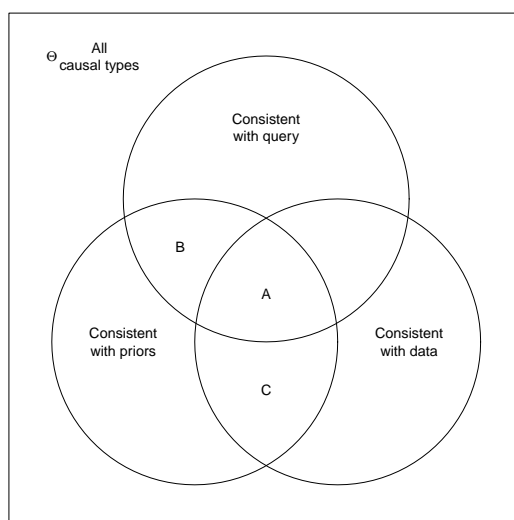 All
Θ causal types
Consistent
with query
B
A
Consistent
with priors
Consistent
with data
C